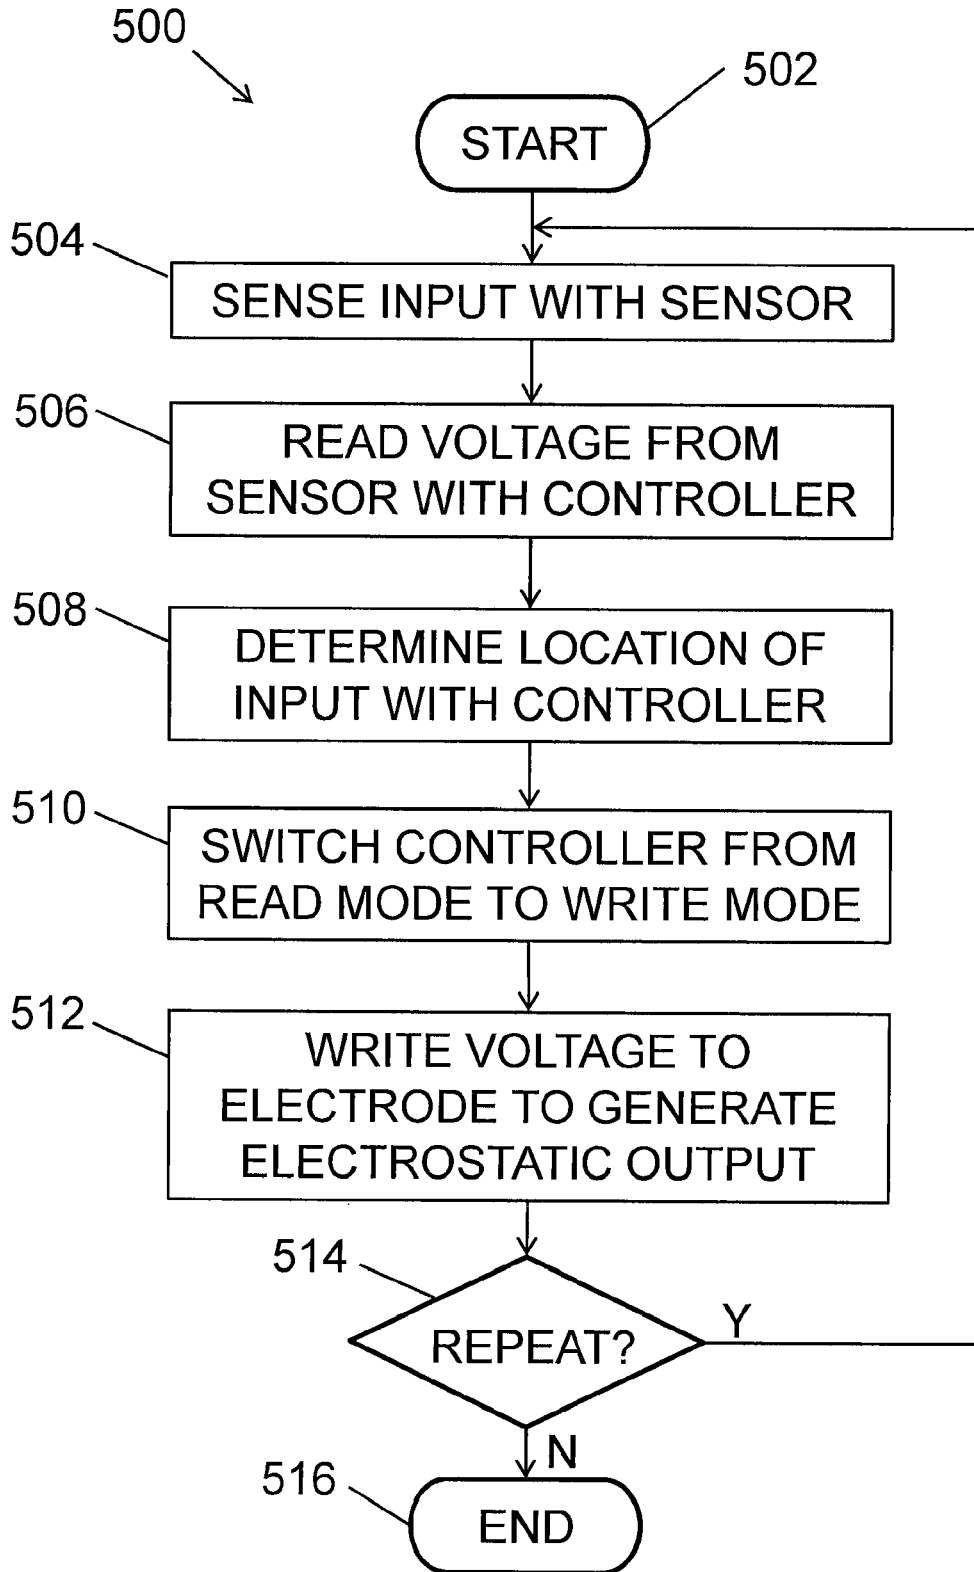 500
502
START
504
SENSE INPUT WITH SENSOR
506
READ VOLTAGE FROM
SENSOR WITH CONTROLLER
508
DETERMINE LOCATION OF
INPUT WITH CONTROLLER
510
SWITCH CONTROLLER FROM
READ MODE TO WRITE MODE
512
WRITE VOLTAGE TO
ELECTRODE TO GENERATE
ELECTROSTATIC OUTPUT
514
REPEAT?
Y
N
516
END